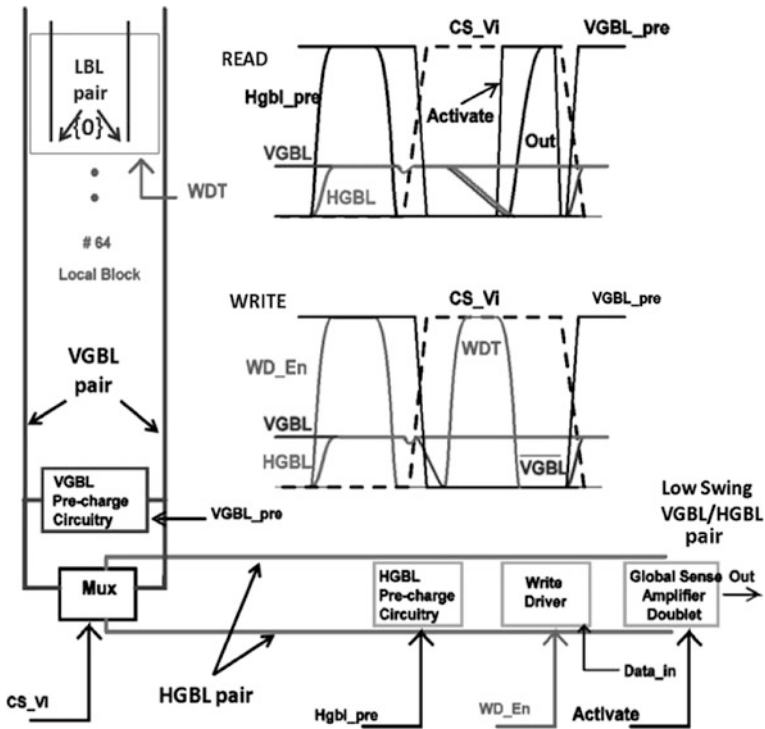 LBL
pair
{0}
WDT
# 64
Local Block
VGBL
pair
VGBL
Pre-charge
Circuitry
VGBL_pre
Mux
CS_Vi
HGBL pair
READ
CS_Vi
VGBL_pre
Hgbl_pre
Activate
Out
VGBL
HGBL
WRITE
CS_Vi
VGBL_pre
WD_En
WDT
VGBL
HGBL
VGBL
Low Swing
VGBL/HGBL
pair
HGBL
Pre-charge
Circuitry
Write
Driver
Global Sense
Amplifier
Doublet
Out
Data_in
Hgbl_pre
WD_En
Activate